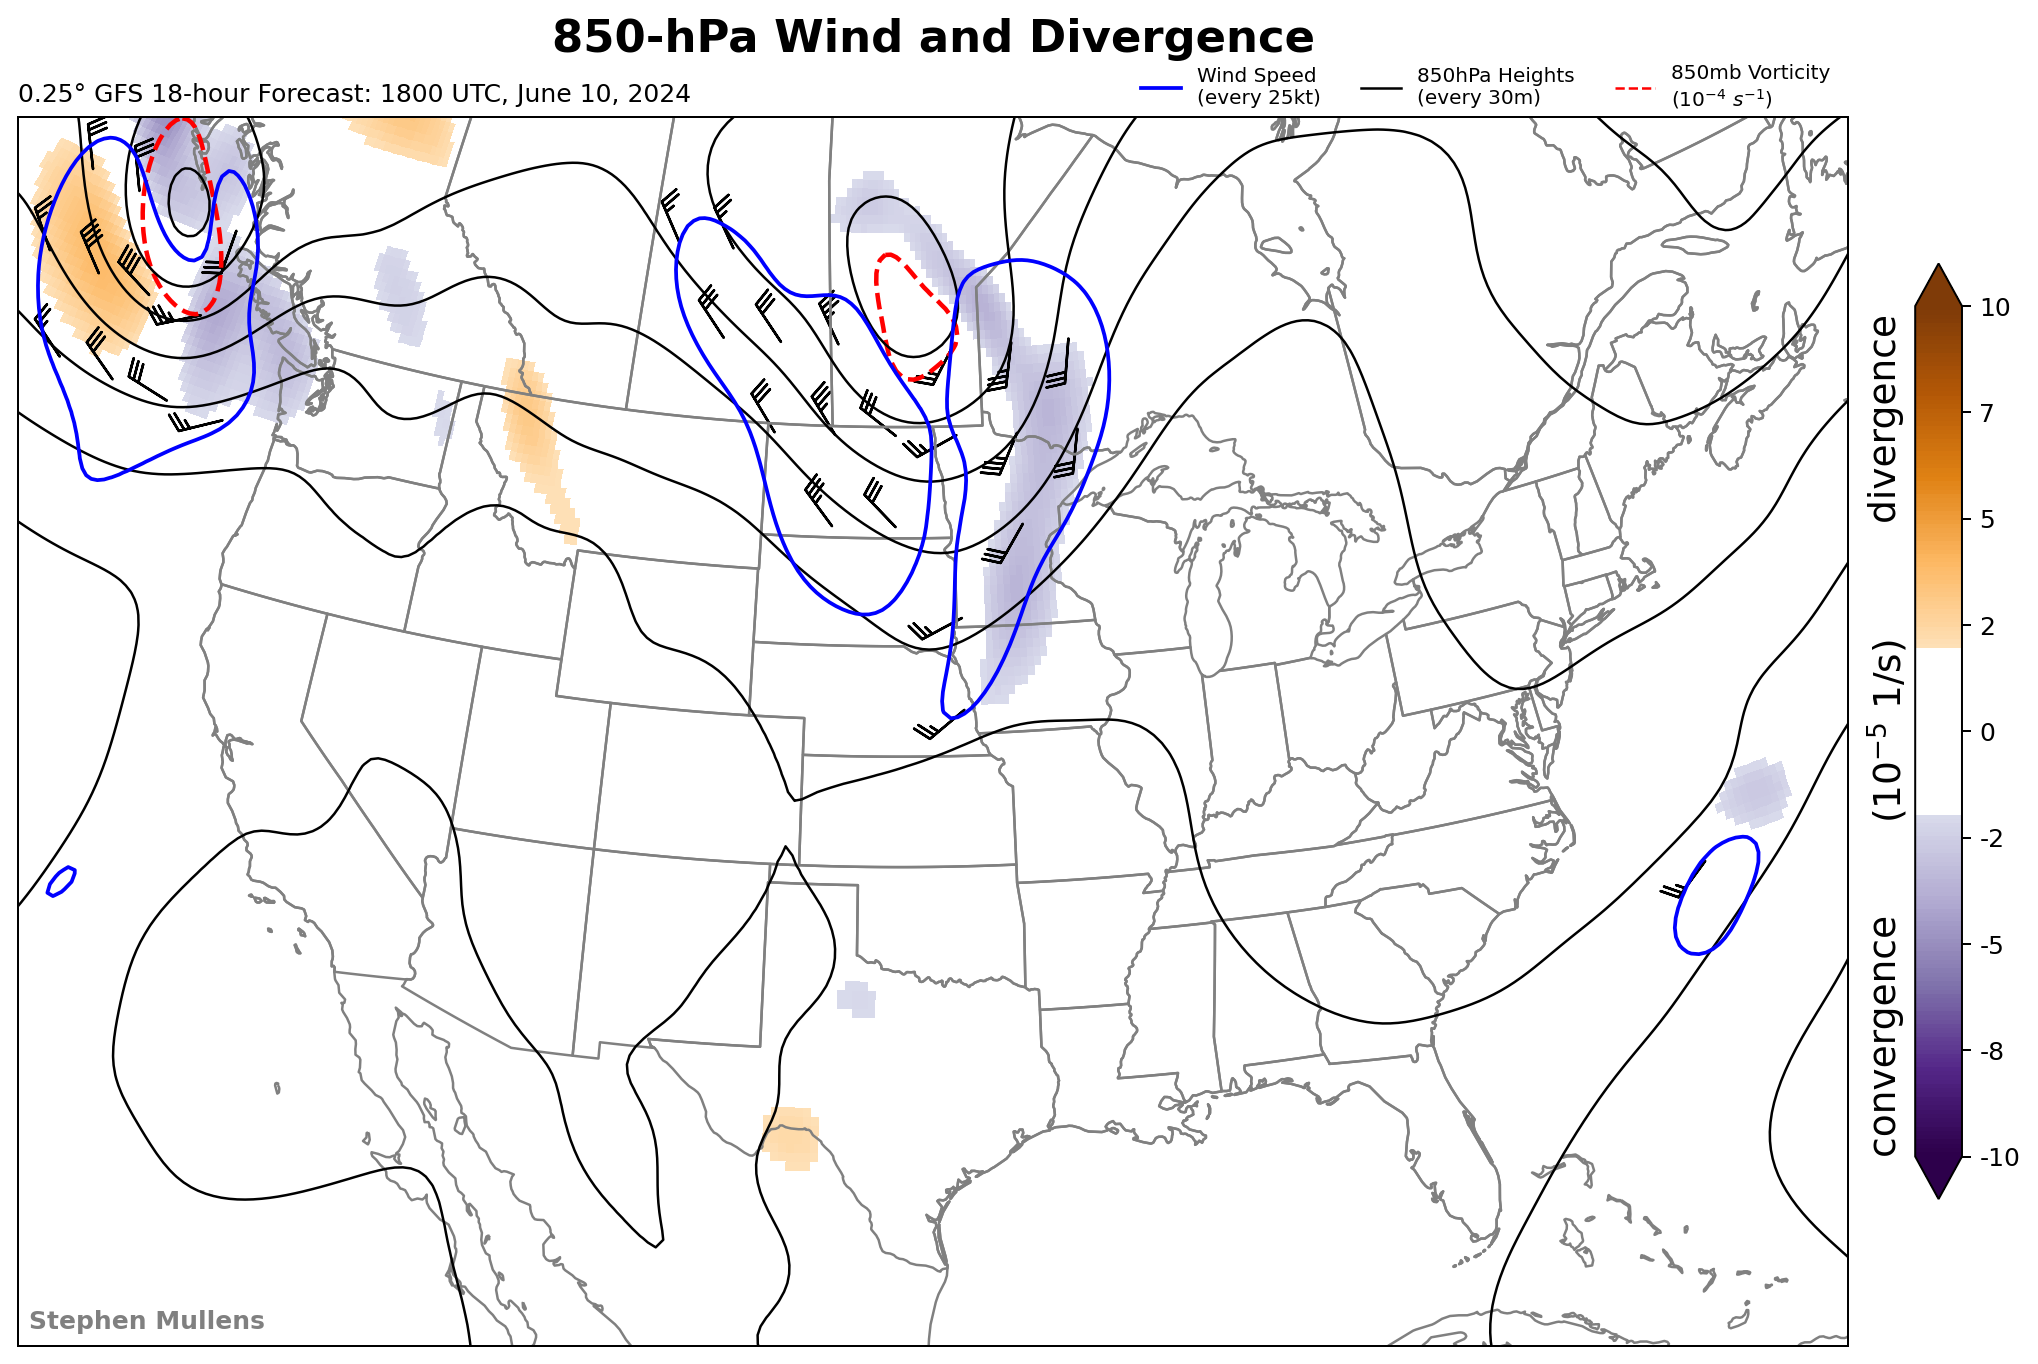 850-hPa Wind and Divergence
0.25° GFS 18-hour Forecast: 1800 UTC, June 10, 2024
Wind Speed
(every 25kt)
850hPa Heights
(every 30m)
850mb Vorticity
(10⁻⁴ s⁻¹)
10
7
5
2
0
-2
-5
-8
-10
convergence (10⁻⁵ 1/s) divergence
Stephen Mullens